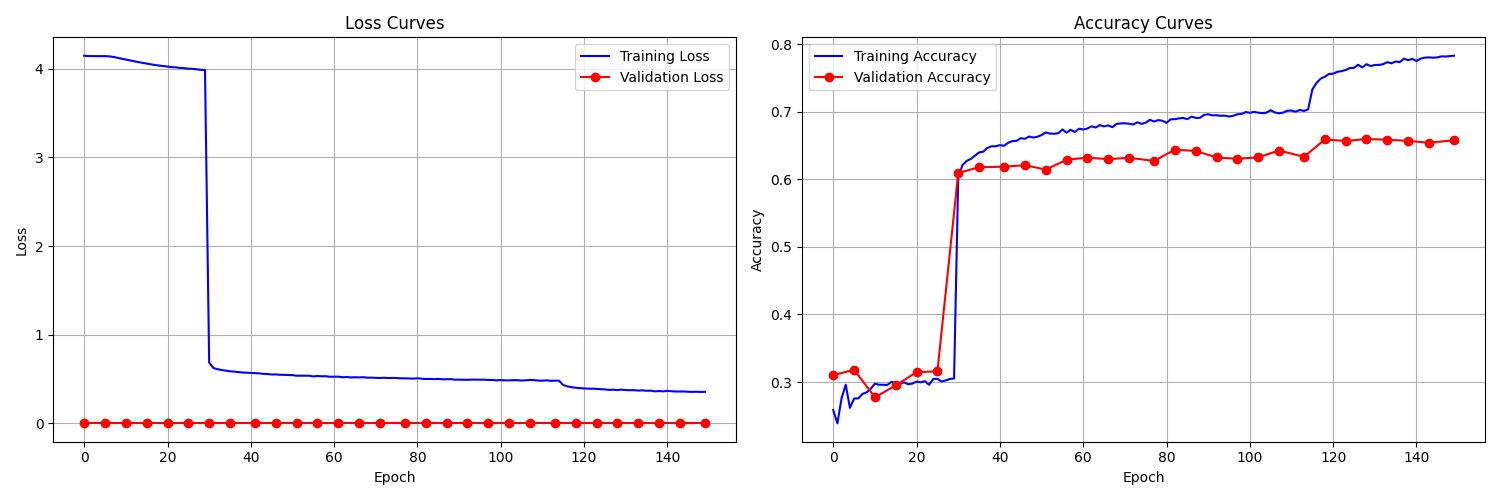 Loss Curves
Training Loss
Validation Loss
4
3
2
1
0
Loss
0 20 40 60 80 100 120 140
Epoch
Accuracy Curves
Training Accuracy
Validation Accuracy
0.8
0.7
0.6
0.5
0.4
0.3
Accuracy
0 20 40 60 80 100 120 140
Epoch